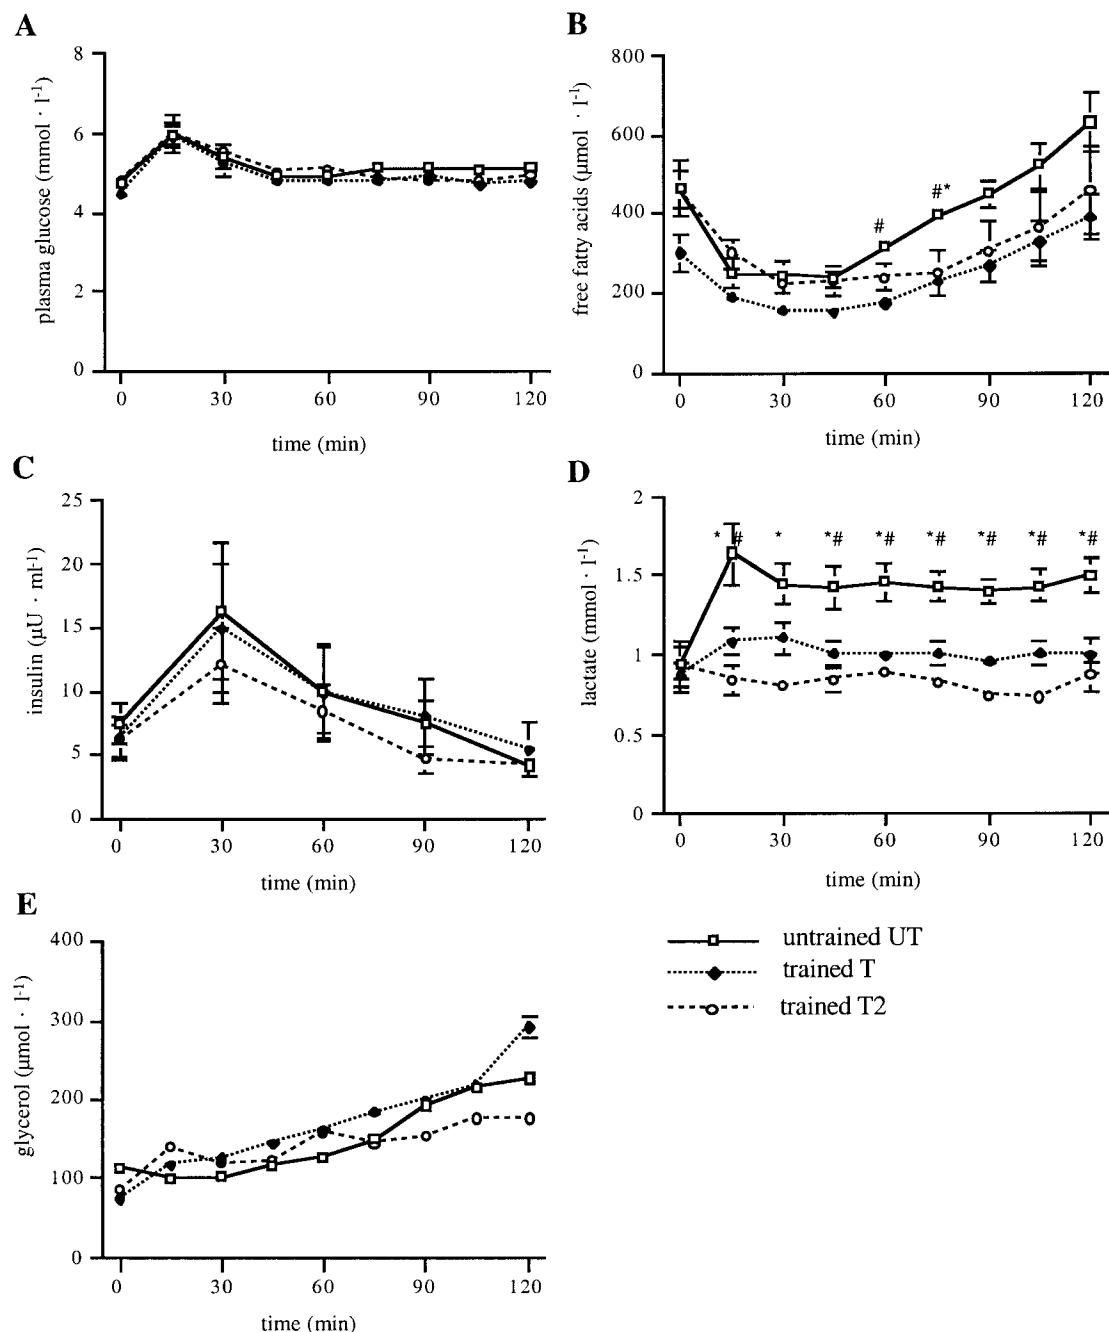 A
plasma glucose (mmol · l-1)
8
6
4
2
0
0 30 60 90 120
time (min)
B
free fatty acids (μmol · l-1)
800
600
400
200
0
# #*
0 30 60 90 120
time (min)
C
insulin (μU · ml-1)
25
20
15
10
5
0
0 30 60 90 120
time (min)
D
lactate (mmol · l-1)
2
1.5
1
0.5
0
* # * *# *# *# *# *# *#
0 30 60 90 120
time (min)
E
glycerol (μmol · l-1)
400
300
200
100
0
0 30 60 90 120
time (min)
untrained UT
trained T
trained T2